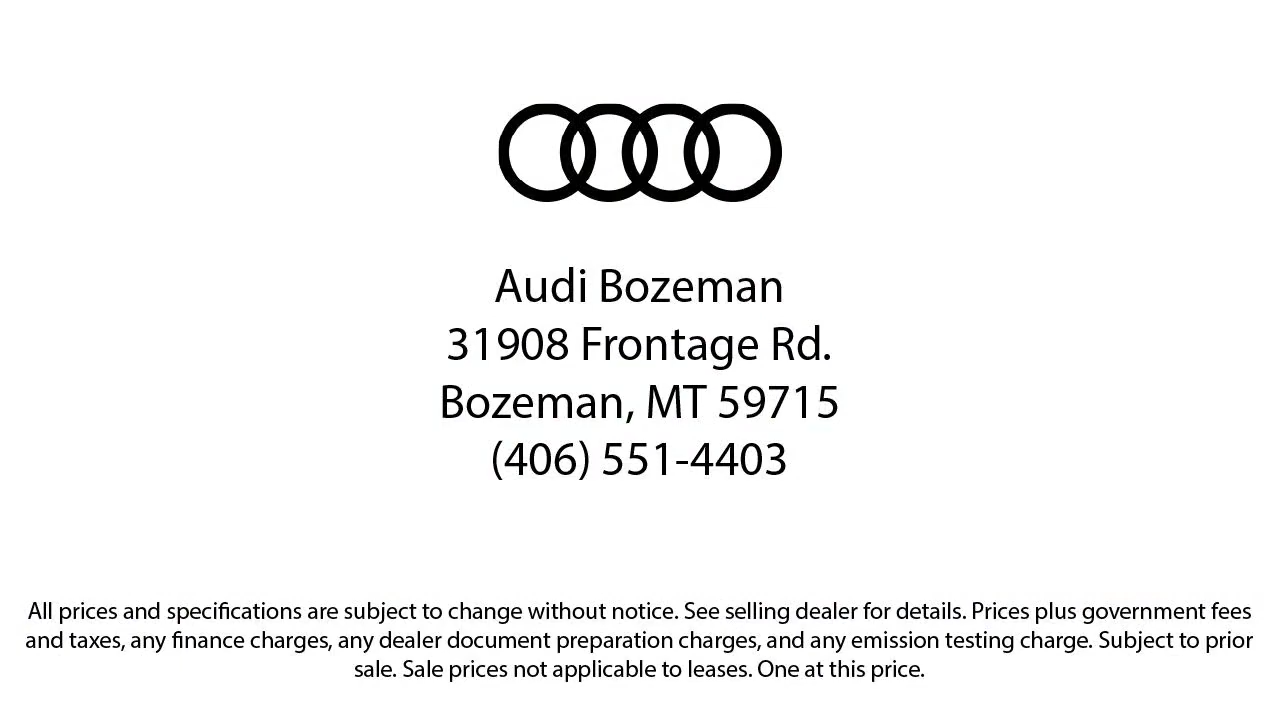 Audi Bozeman
31908 Frontage Rd.
Bozeman, MT 59715
(406) 551-4403
All prices and specifications are subject to change without notice. See selling dealer for details. Prices plus government fees
and taxes, any finance charges, any dealer document preparation charges, and any emission testing charge. Subject to prior
sale. Sale prices not applicable to leases. One at this price.